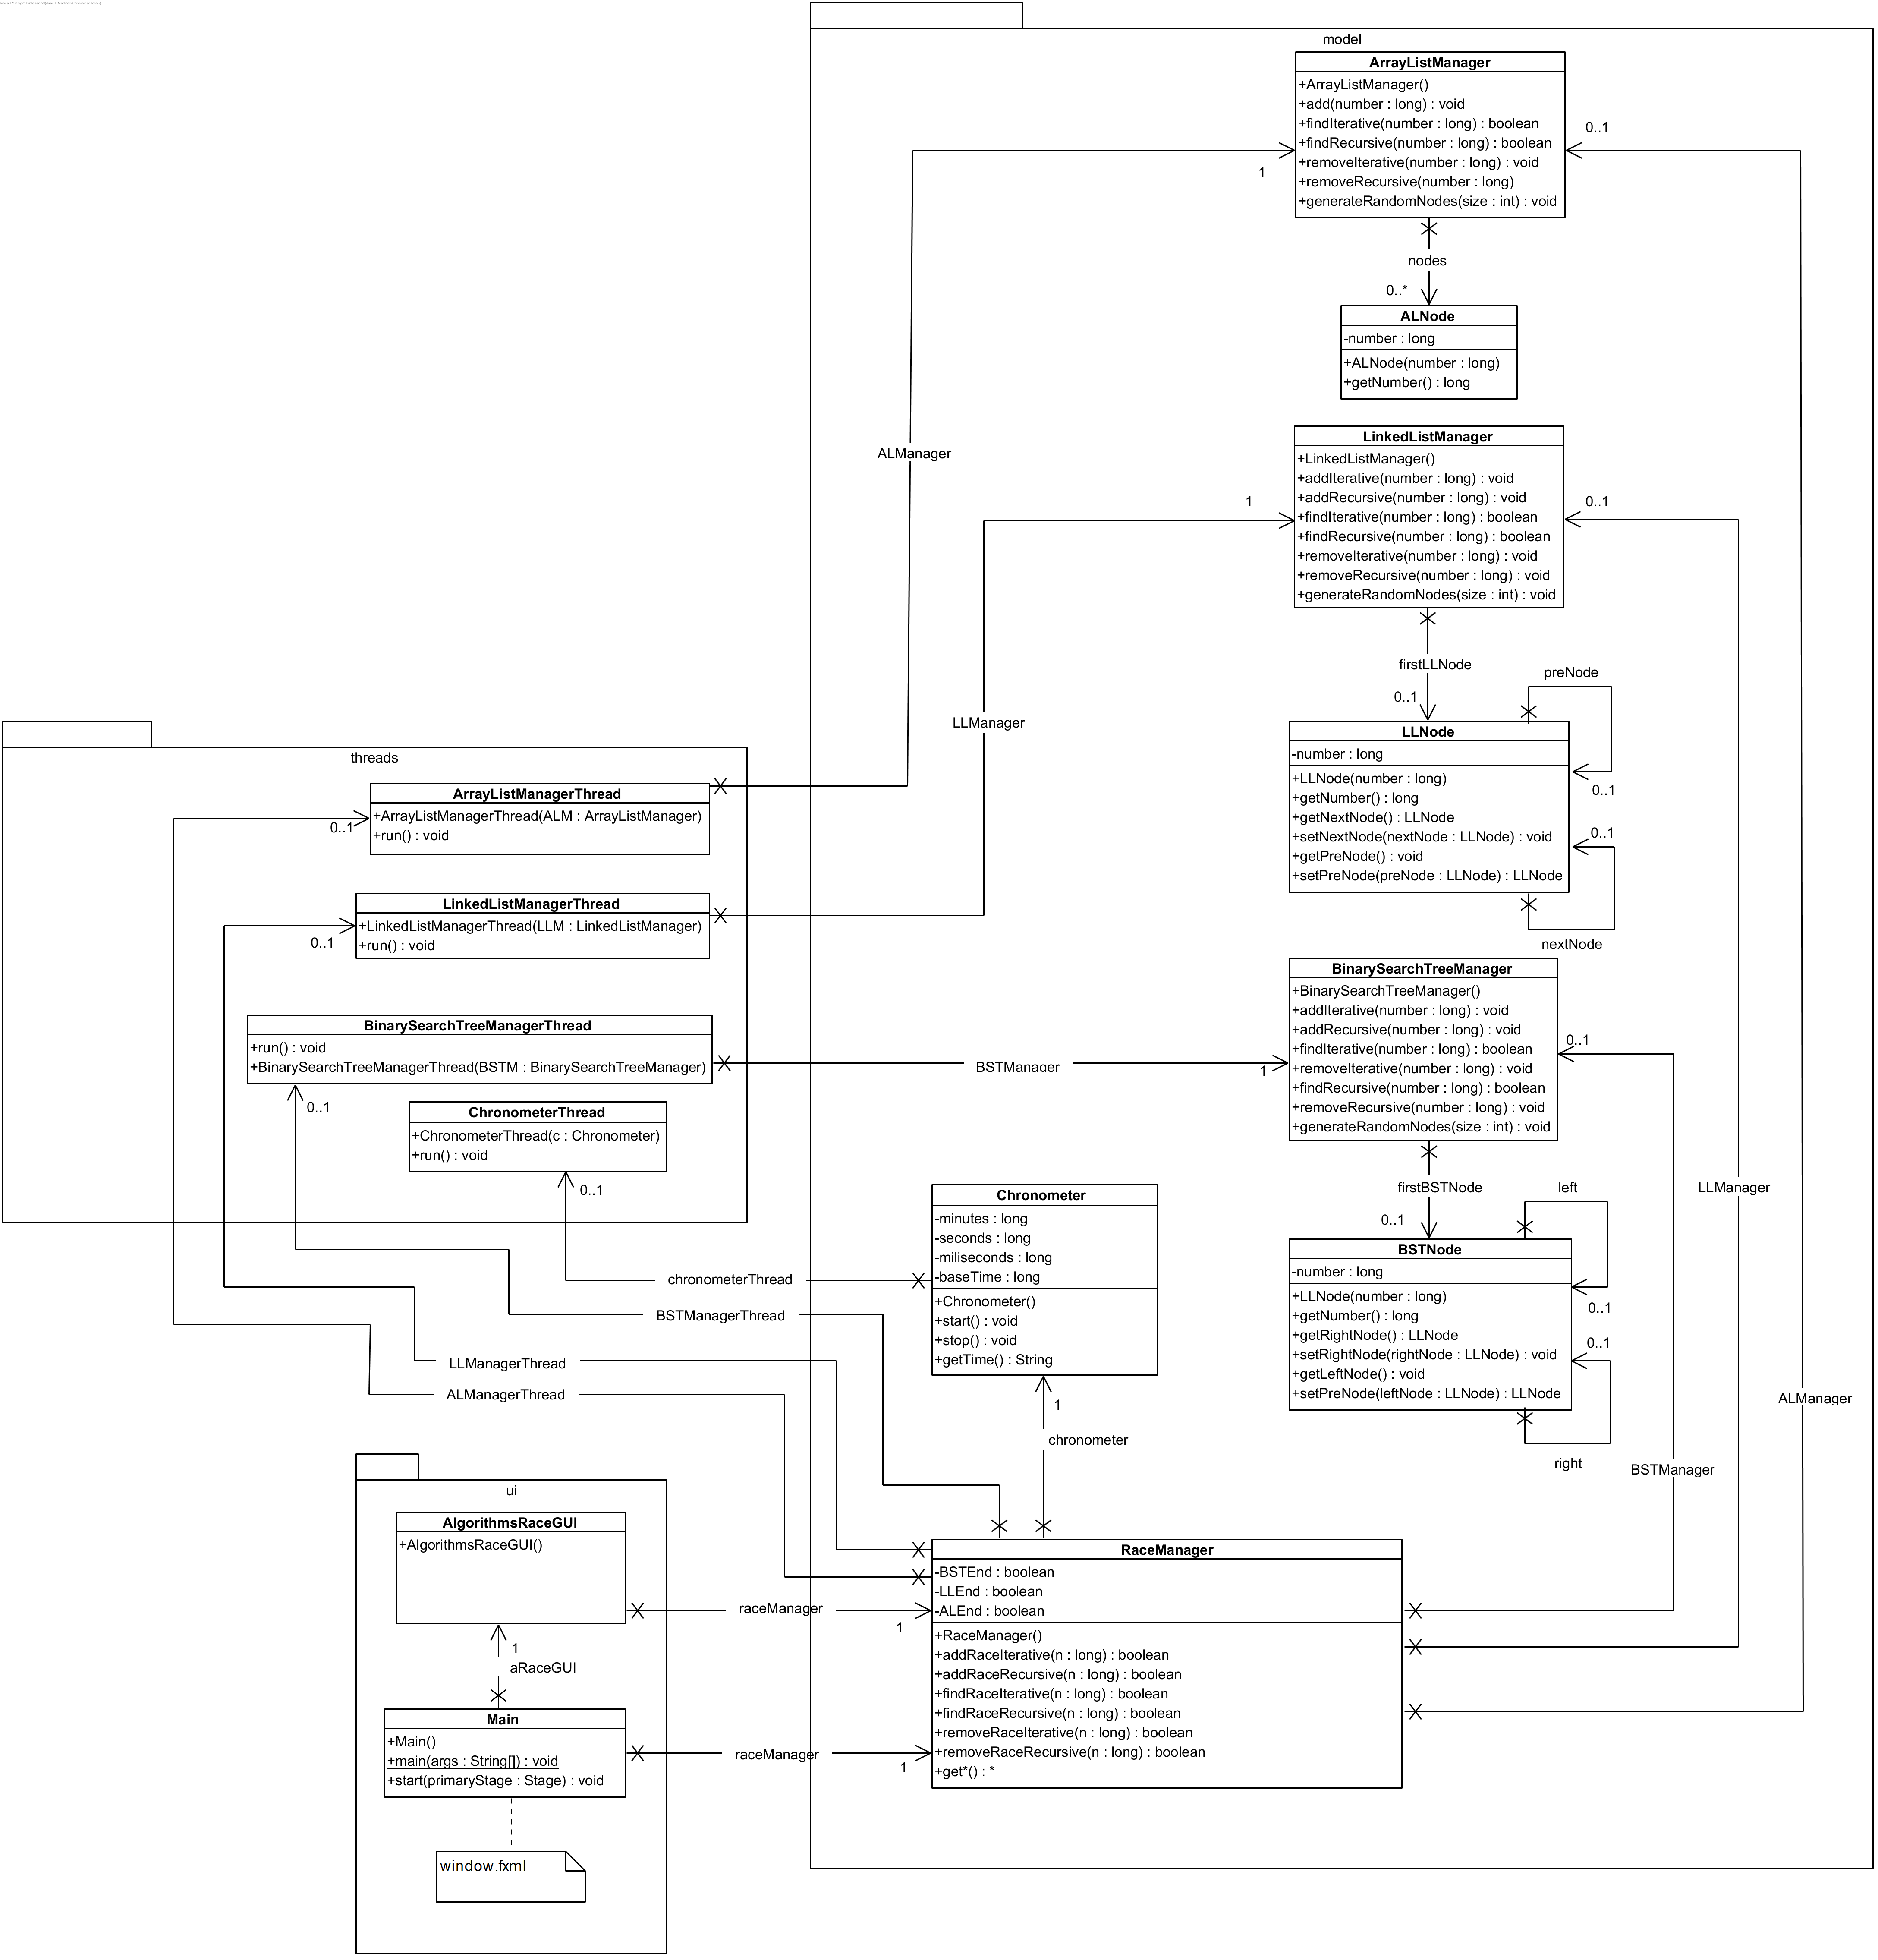 model
ArrayListManager
+ArrayListManager()
+add(number : long) : void
+findIterative(number : long) : boolean
+findRecursive(number : long) : boolean
+removeIterative(number : long) : void
+removeRecursive(number : long)
+generateRandomNodes(size : int) : void
0..1
1
nodes
0..*
ALNode
-number : long
+ALNode(number : long)
+getNumber() : long
ALManager
LinkedListManager
+LinkedListManager()
+addIterative(number : long) : void
+addRecursive(number : long) : void
+findIterative(number : long) : boolean
+findRecursive(number : long) : boolean
+removeIterative(number : long) : void
+removeRecursive(number : long) : void
+generateRandomNodes(size : int) : void
1
0..1
firstLLNode
0..1
preNode
LLManager
LLNode
-number : long
+LLNode(number : long)
+getNumber() : long
+getNextNode() : LLNode
+setNextNode(nextNode : LLNode) : void
+getPreNode() : void
+setPreNode(preNode : LLNode) : LLNode
0..1
0..1
nextNode
threads
ArrayListManagerThread
+ArrayListManagerThread(ALM : ArrayListManager)
+run() : void
0..1
LinkedListManagerThread
+LinkedListManagerThread(LLM : LinkedListManager)
+run() : void
0..1
BinarySearchTreeManagerThread
+run() : void
+BinarySearchTreeManagerThread(BSTM : BinarySearchTreeManager)
0..1
BSTManager
1
ChronometerThread
+ChronometerThread(c : Chronometer)
+run() : void
0..1
BinarySearchTreeManager
+BinarySearchTreeManager()
+addIterative(number : long) : void
+addRecursive(number : long) : void
+findIterative(number : long) : boolean
+removeIterative(number : long) : void
+findRecursive(number : long) : boolean
+removeRecursive(number : long) : void
+generateRandomNodes(size : int) : void
0..1
firstBSTNode
0..1
left
LLManager
Chronometer
-minutes : long
-seconds : long
-miliseconds : long
-baseTime : long
+Chronometer()
+start() : void
+stop() : void
+getTime() : String
BSTNode
-number : long
+LLNode(number : long)
+getNumber() : long
+getRightNode() : LLNode
+setRightNode(rightNode : LLNode) : void
+getLeftNode() : void
+setPreNode(leftNode : LLNode) : LLNode
0..1
0..1
right
chronometerThread
BSTManagerThread
LLManagerThread
ALManagerThread
1
chronometer
ALManager
BSTManager
ui
AlgorithmsRaceGUI
+AlgorithmsRaceGUI()
raceManager
1
1
aRaceGUI
Main
+Main()
+main(args : String[]) : void
+start(primaryStage : Stage) : void
raceManager
1
window.fxml
RaceManager
-BSTEnd : boolean
-LLEnd : boolean
-ALEnd : boolean
+RaceManager()
+addRaceIterative(n : long) : boolean
+addRaceRecursive(n : long) : boolean
+findRaceIterative(n : long) : boolean
+findRaceRecursive(n : long) : boolean
+removeRaceIterative(n : long) : boolean
+removeRaceRecursive(n : long) : boolean
+get*() : *